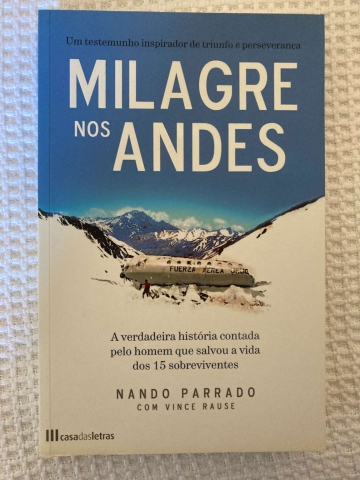 Um testemunho inspirador de triunfo e perseverança
MILAGRE
NOS ANDES
FUERZA AEREA
A verdadeira história contada
pelo homem que salvou a vida
dos 15 sobreviventes
NANDO PARRADO
COM VINCE RAUSE
casadasletras